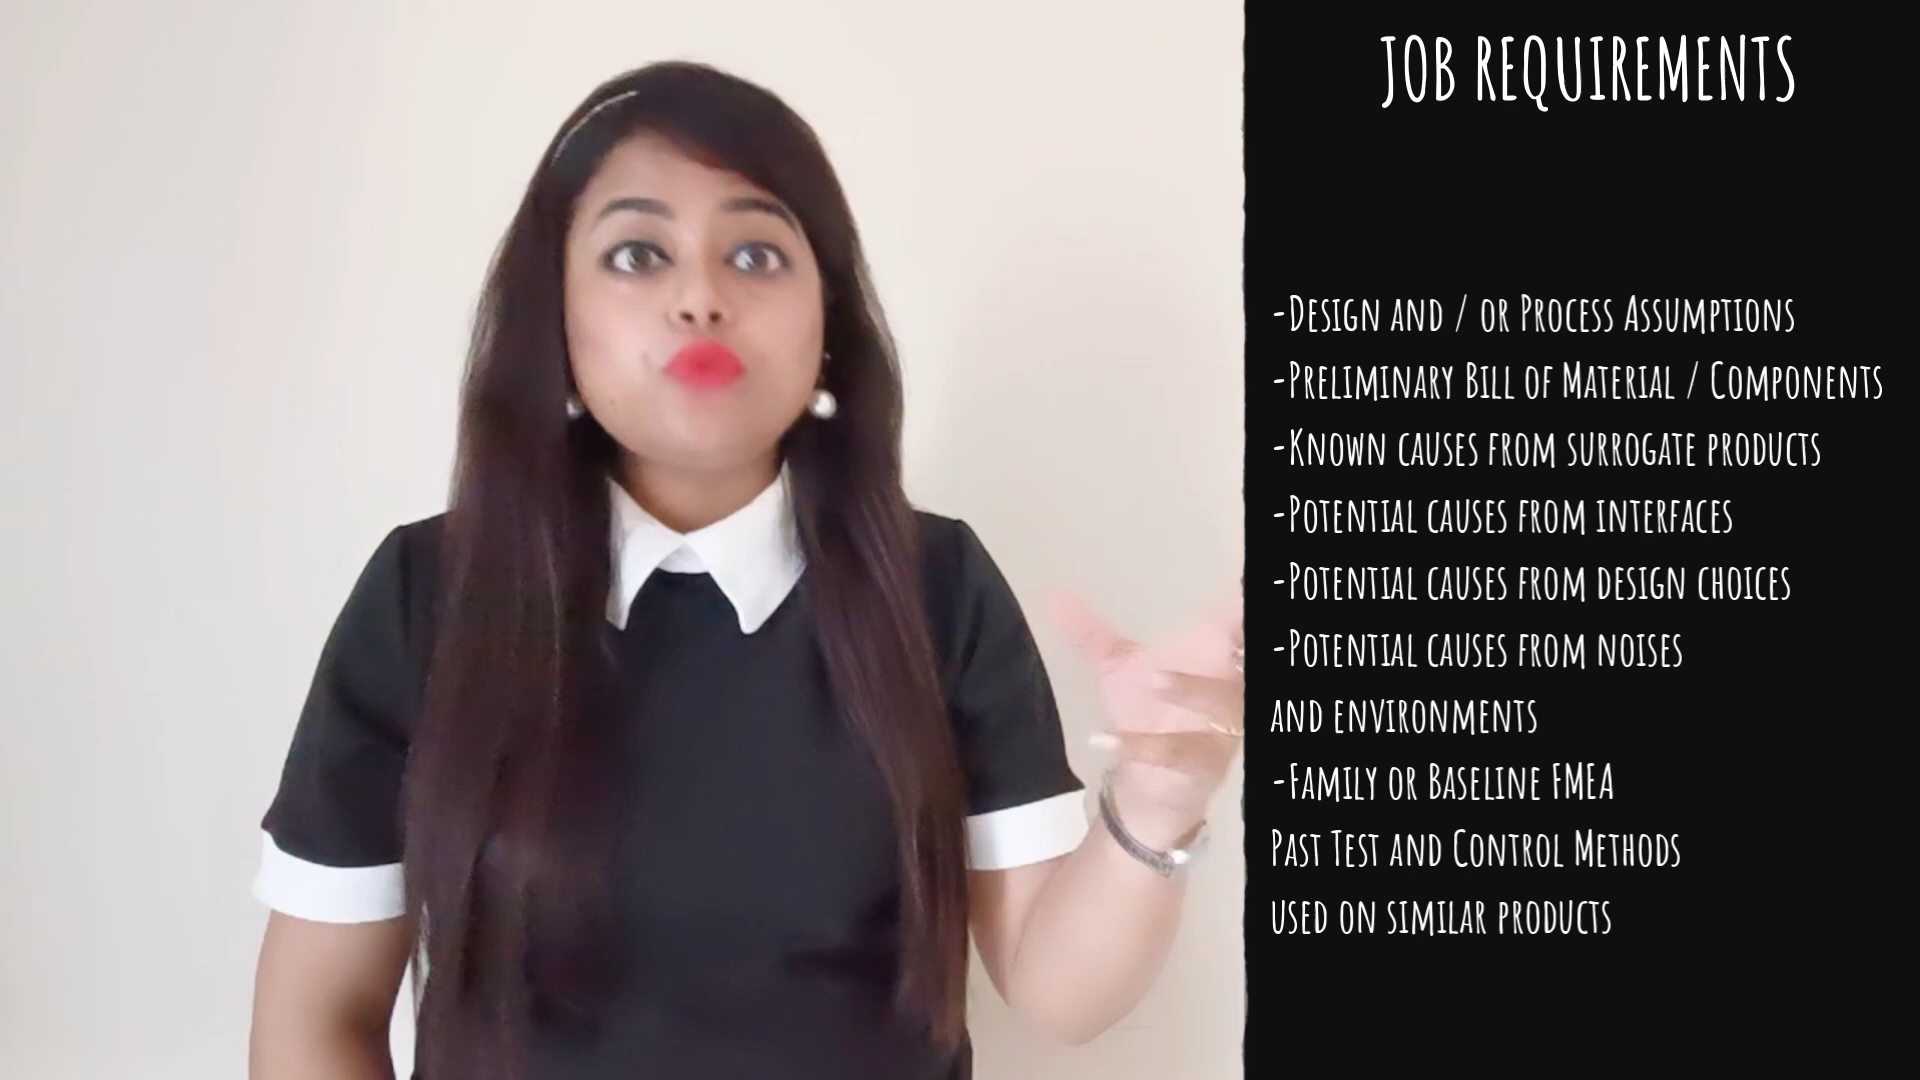 JOB REQUIREMENTS
-Design and / or Process Assumptions
-Preliminary Bill of Material / Components
-Known causes from surrogate products
-Potential causes from interfaces
-Potential causes from design choices
-Potential causes from noises
and environments
-Family or Baseline FMEA
Past Test and Control Methods
used on similar products